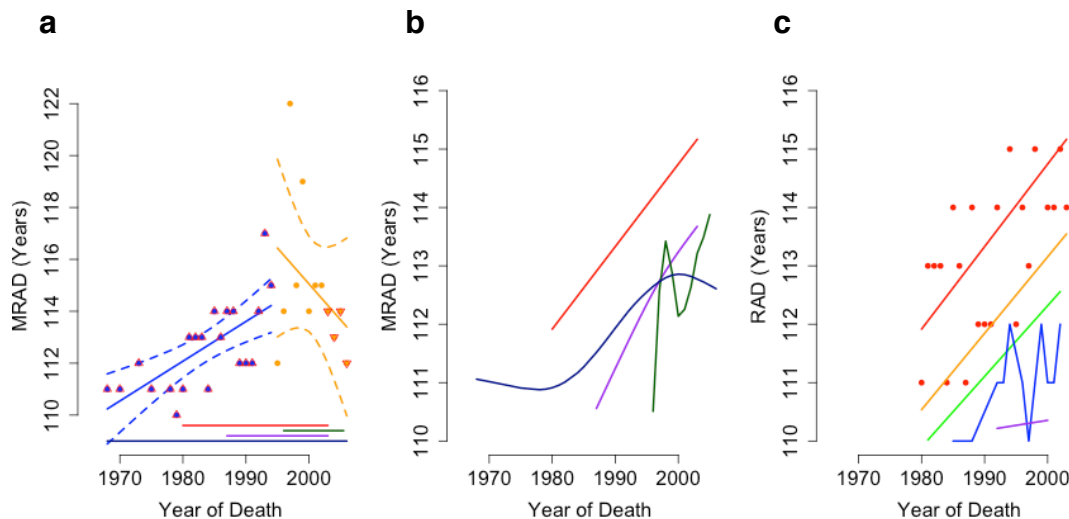 a
b
c
MRAD (Years)
110 112 114 116 118 120 122
1970 1980 1990 2000
Year of Death
MRAD (Years)
110 111 112 113 114 115 116
1970 1980 1990 2000
Year of Death
RAD (Years)
110 111 112 113 114 115 116
1970 1980 1990 2000
Year of Death